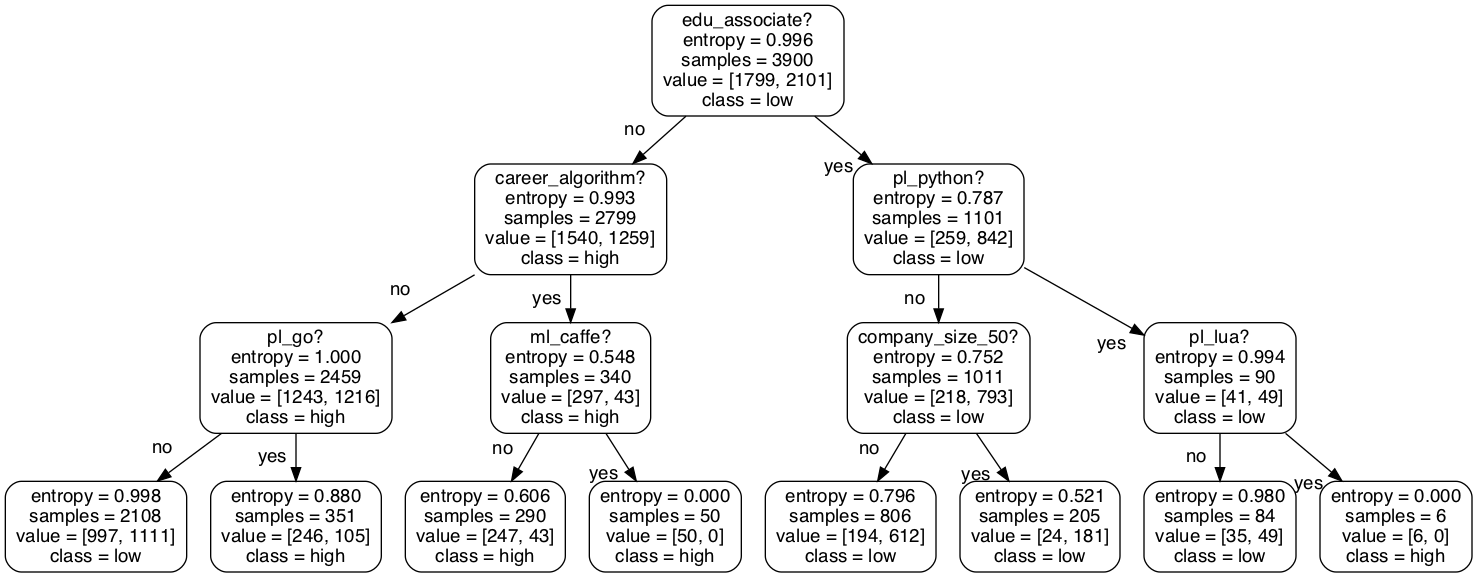 edu_associate?
entropy = 0.996
samples = 3900
value = [1799, 2101]
class = low
no
yes
career_algorithm?
entropy = 0.993
samples = 2799
value = [1540, 1259]
class = high
pl_python?
entropy = 0.787
samples = 1101
value = [259, 842]
class = low
no
yes
no
yes
pl_go?
entropy = 1.000
samples = 2459
value = [1243, 1216]
class = high
ml_caffe?
entropy = 0.548
samples = 340
value = [297, 43]
class = high
company_size_50?
entropy = 0.752
samples = 1011
value = [218, 793]
class = low
pl_lua?
entropy = 0.994
samples = 90
value = [41, 49]
class = low
no
yes
no
yes
no
yes
no
yes
entropy = 0.998
samples = 2108
value = [997, 1111]
class = low
entropy = 0.880
samples = 351
value = [246, 105]
class = high
entropy = 0.606
samples = 290
value = [247, 43]
class = high
entropy = 0.000
samples = 50
value = [50, 0]
class = high
entropy = 0.796
samples = 806
value = [194, 612]
class = low
entropy = 0.521
samples = 205
value = [24, 181]
class = low
entropy = 0.980
samples = 84
value = [35, 49]
class = low
entropy = 0.000
samples = 6
value = [6, 0]
class = high